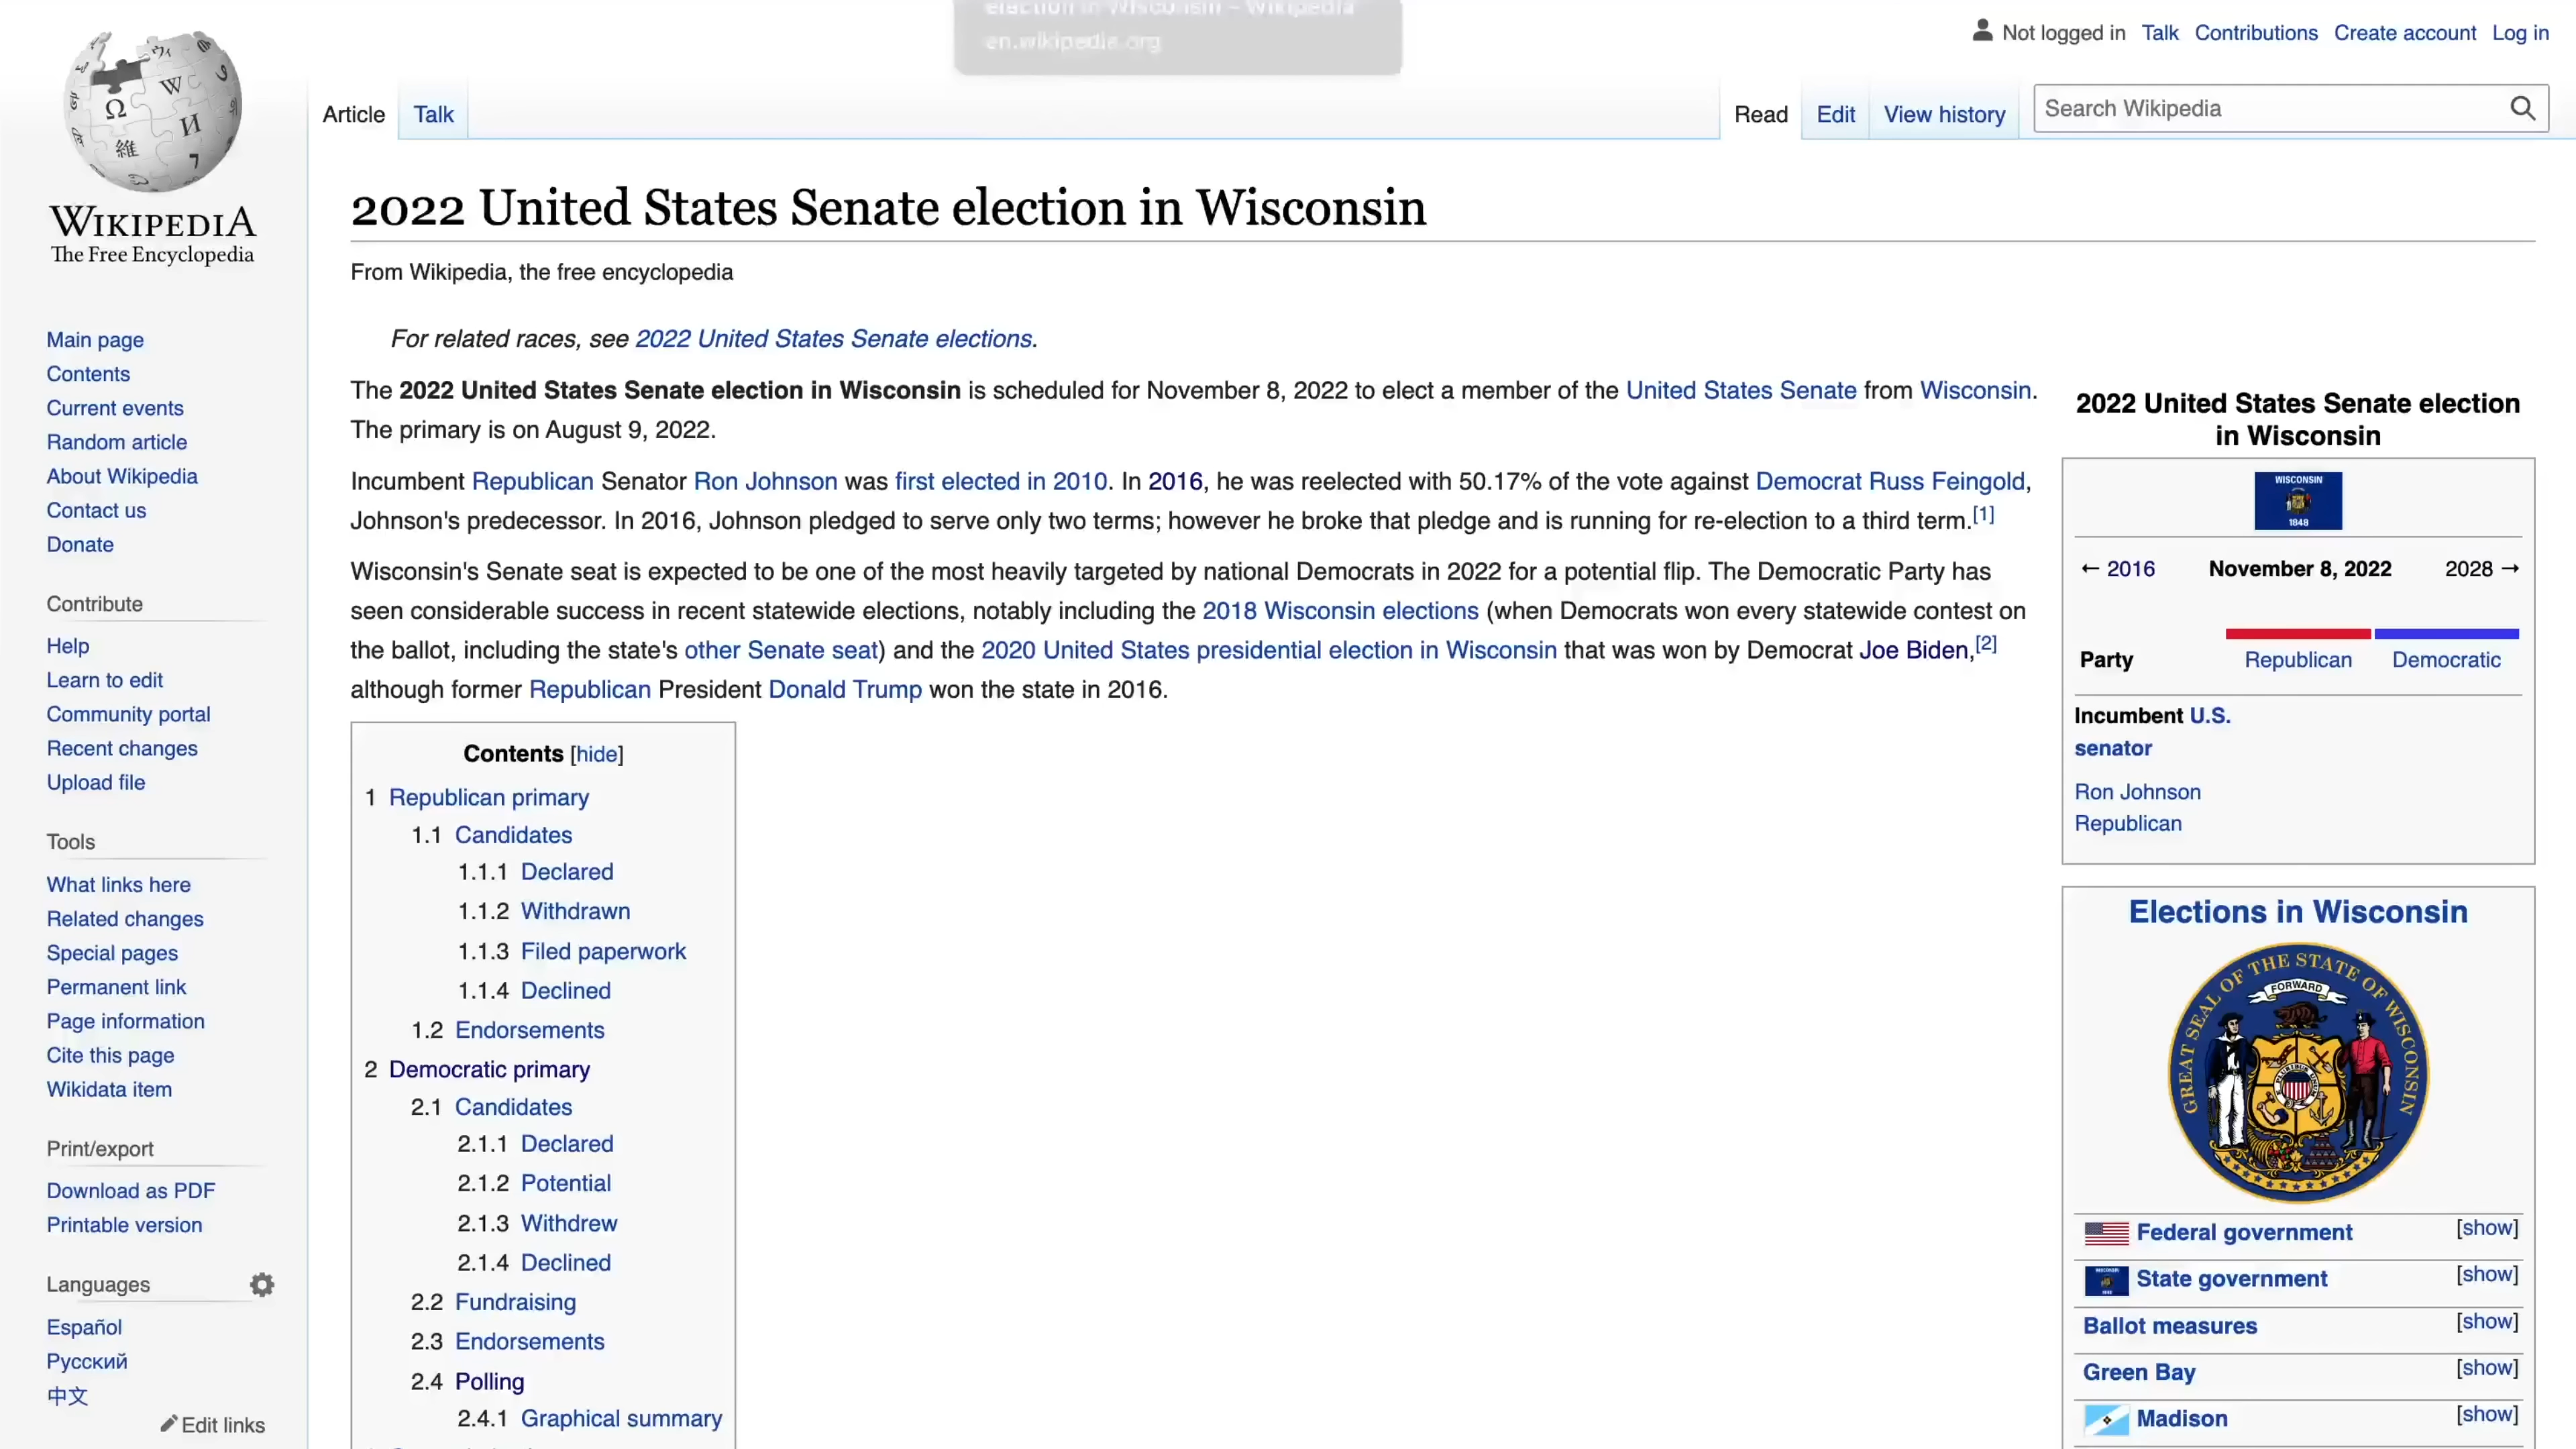 election in Wisconsin – Wikipedia
en.wikipedia.org
Not logged in Talk Contributions Create account Log in
Article Talk Read Edit View history Search Wikipedia
WIKIPEDIA
The Free Encyclopedia
2022 United States Senate election in Wisconsin
From Wikipedia, the free encyclopedia
For related races, see 2022 United States Senate elections.
The 2022 United States Senate election in Wisconsin is scheduled for November 8, 2022 to elect a member of the United States Senate from Wisconsin.
The primary is on August 9, 2022.
Incumbent Republican Senator Ron Johnson was first elected in 2010. In 2016, he was reelected with 50.17% of the vote against Democrat Russ Feingold,
Johnson's predecessor. In 2016, Johnson pledged to serve only two terms; however he broke that pledge and is running for re-election to a third term.[1]
Wisconsin's Senate seat is expected to be one of the most heavily targeted by national Democrats in 2022 for a potential flip. The Democratic Party has
seen considerable success in recent statewide elections, notably including the 2018 Wisconsin elections (when Democrats won every statewide contest on
the ballot, including the state's other Senate seat) and the 2020 United States presidential election in Wisconsin that was won by Democrat Joe Biden,[2]
although former Republican President Donald Trump won the state in 2016.
Contents [hide]
1 Republican primary
1.1 Candidates
1.1.1 Declared
1.1.2 Withdrawn
1.1.3 Filed paperwork
1.1.4 Declined
1.2 Endorsements
2 Democratic primary
2.1 Candidates
2.1.1 Declared
2.1.2 Potential
2.1.3 Withdrew
2.1.4 Declined
2.2 Fundraising
2.3 Endorsements
2.4 Polling
2.4.1 Graphical summary
Main page
Contents
Current events
Random article
About Wikipedia
Contact us
Donate
Contribute
Help
Learn to edit
Community portal
Recent changes
Upload file
Tools
What links here
Related changes
Special pages
Permanent link
Page information
Cite this page
Wikidata item
Print/export
Download as PDF
Printable version
Languages
Español
Русский
中文
Edit links
2022 United States Senate election
in Wisconsin
WISCONSIN
1848
← 2016 November 8, 2022 2028 →
Party Republican Democratic
Incumbent U.S.
senator
Ron Johnson
Republican
Elections in Wisconsin
GREAT SEAL OF THE STATE OF WISCONSIN
FORWARD
Federal government [show]
State government [show]
Ballot measures [show]
Green Bay [show]
Madison [show]